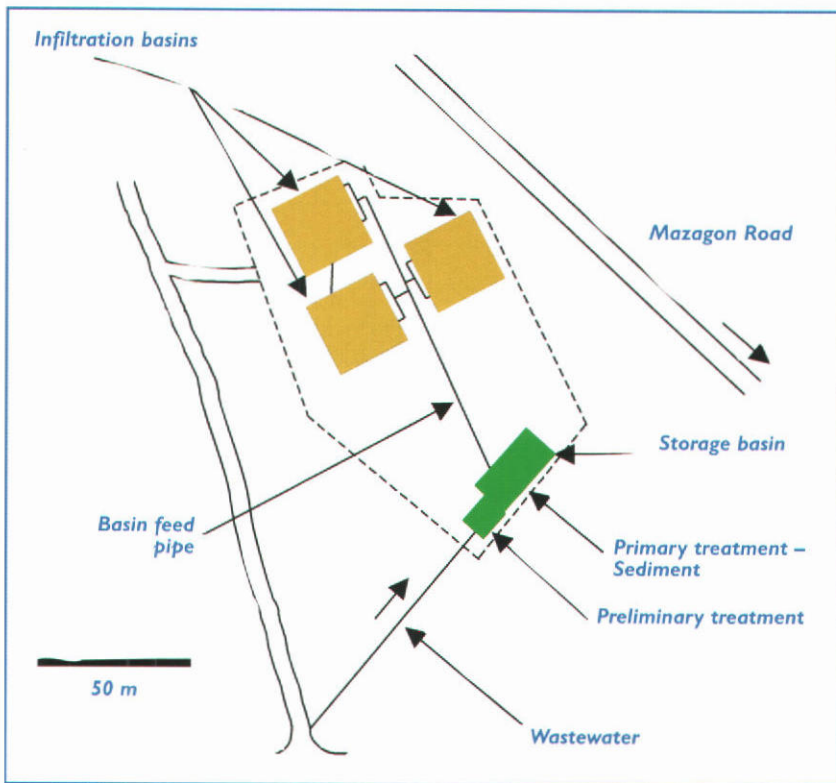 Infiltration basins
Mazagon Road
Storage basin
Basin feed
pipe
Primary treatment –
Sediment
Preliminary treatment
50 m
Wastewater